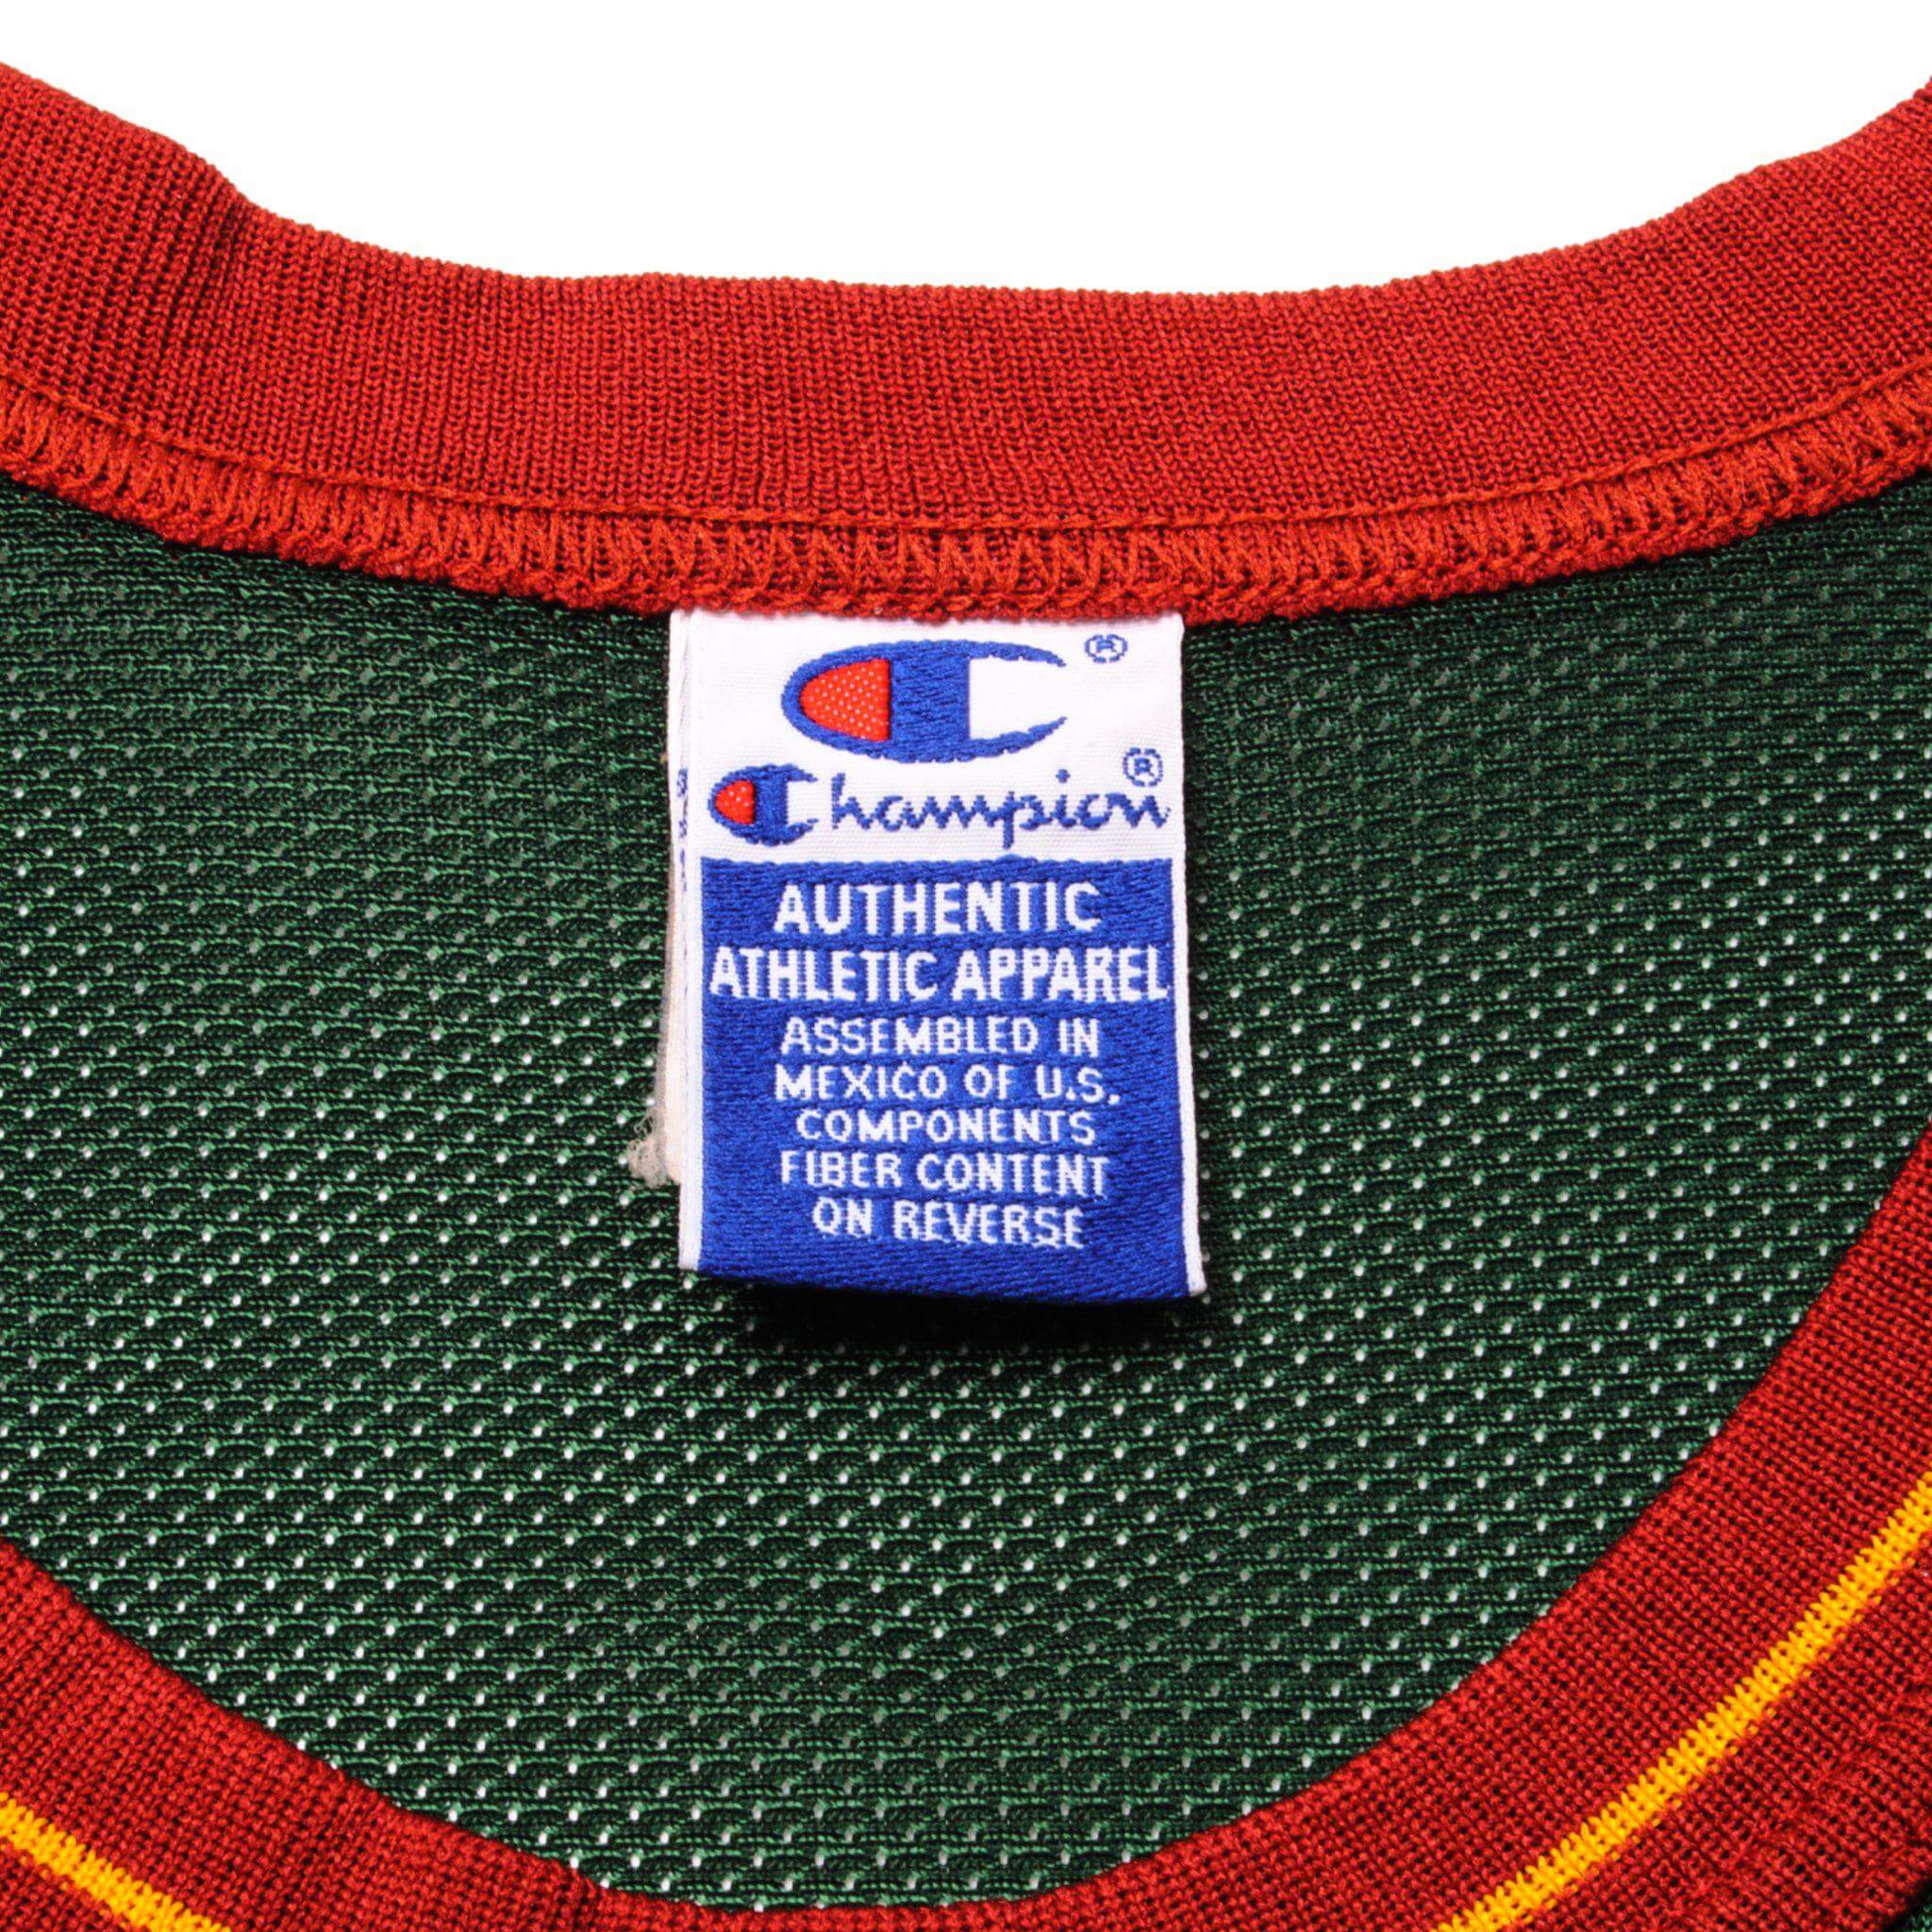 ®
Champion®
AUTHENTIC
ATHLETIC APPAREL
ASSEMBLED IN
MEXICO OF U.S.
COMPONENTS
FIBER CONTENT
ON REVERSE